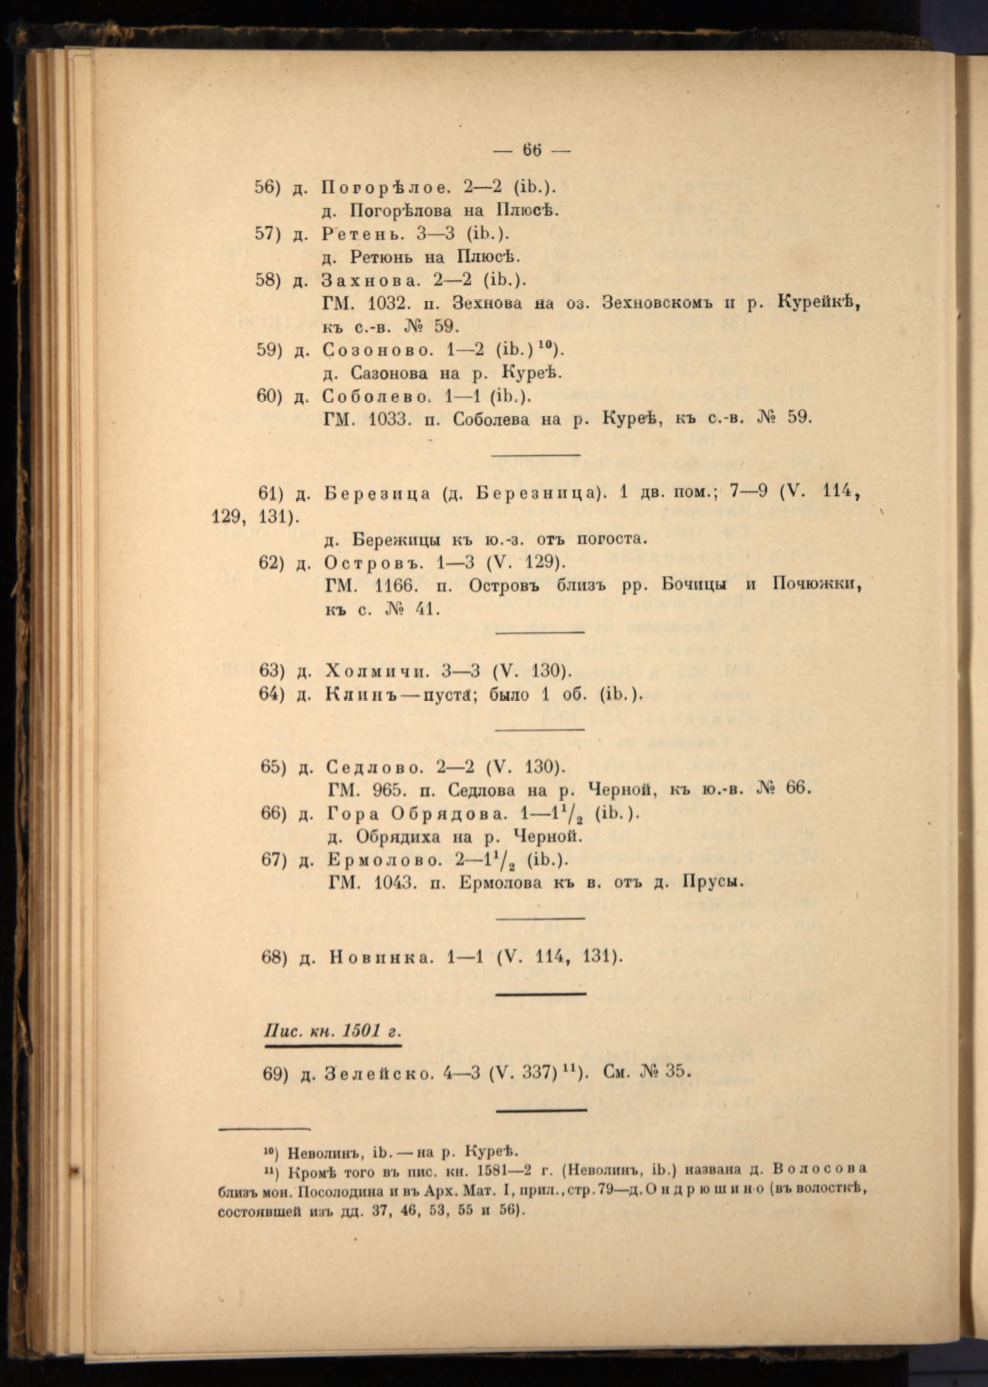 — 66 —
56) д. Погорѣлое. 2—2 (ib.).
д. Погорѣлова на Плюсѣ.
57) д. Ретень. 3—3 (ib.).
д. Ретюнь на Плюсѣ.
58) д. Захнова. 2—2 (ib.).
ГМ. 1032. п. Зехнова на оз. Зехновскомъ и р. Курейкѣ,
къ с.-в. № 59.
59) д. Созоново. 1—2 (ib.)¹⁰).
д. Сазонова на р. Куреѣ.
60) д. Соболево. 1—1 (ib.).
ГМ. 1033. п. Соболева на р. Куреѣ, къ с.-в. № 59.
61) д. Березица (д. Березница). 1 дв. пом.; 7—9 (V. 114,
129, 131).
д. Бережицы къ ю.-з. отъ погоста.
62) д. Островъ. 1—3 (V. 129).
ГМ. 1166. п. Островъ близъ рр. Бочицы и Почюжки,
къ с. № 41.
63) д. Холмичи. 3—3 (V. 130).
64) д. Клинъ—пуста; было 1 об. (ib.).
65) д. Седлово. 2—2 (V. 130).
ГМ. 965. п. Седлова на р. Черной, къ ю.-в. № 66.
66) д. Гора Обрядова. 1—1¹/₂ (ib.).
д. Обрядиха на р. Черной.
67) д. Ермолово. 2—1¹/₂ (ib.).
ГМ. 1043. п. Ермолова къ в. отъ д. Прусы.
68) д. Новинка. 1—1 (V. 114, 131).
Пис. кн. 1501 г.
69) д. Зелейско. 4—3 (V. 337)¹¹). См. № 35.
¹⁰) Неволинъ, ib.—на р. Куреѣ.
¹¹) Кромѣ того въ пис. кн. 1581—2 г. (Неволинъ, ib.) названа д. Волосова
близъ мон. Посолодина и въ Арх. Мат. I, прил., стр. 79—д. Ондрюшино (въ волосткѣ,
состоявшей изъ дд. 37, 46, 53, 55 и 56).